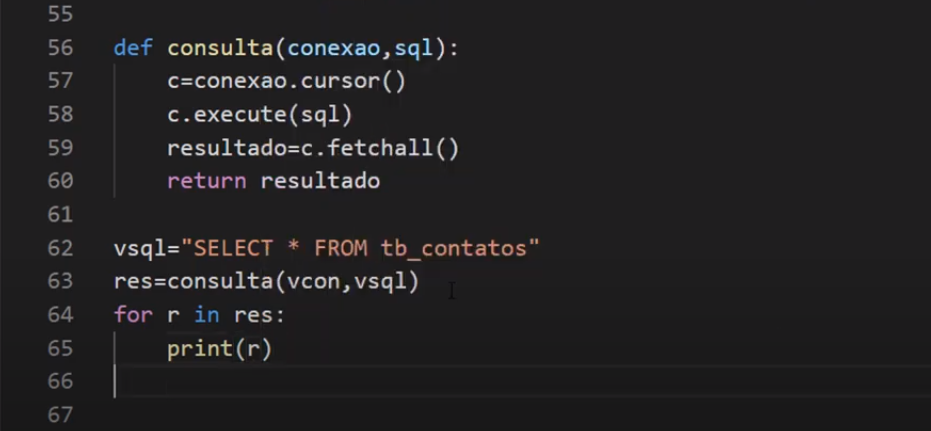 55
56 def consulta(conexao,sql):
57     c=conexao.cursor()
58     c.execute(sql)
59     resultado=c.fetchall()
60     return resultado
61
62 vsql="SELECT * FROM tb_contatos"
63 res=consulta(vcon,vsql)
64 for r in res:
65     print(r)
66
67